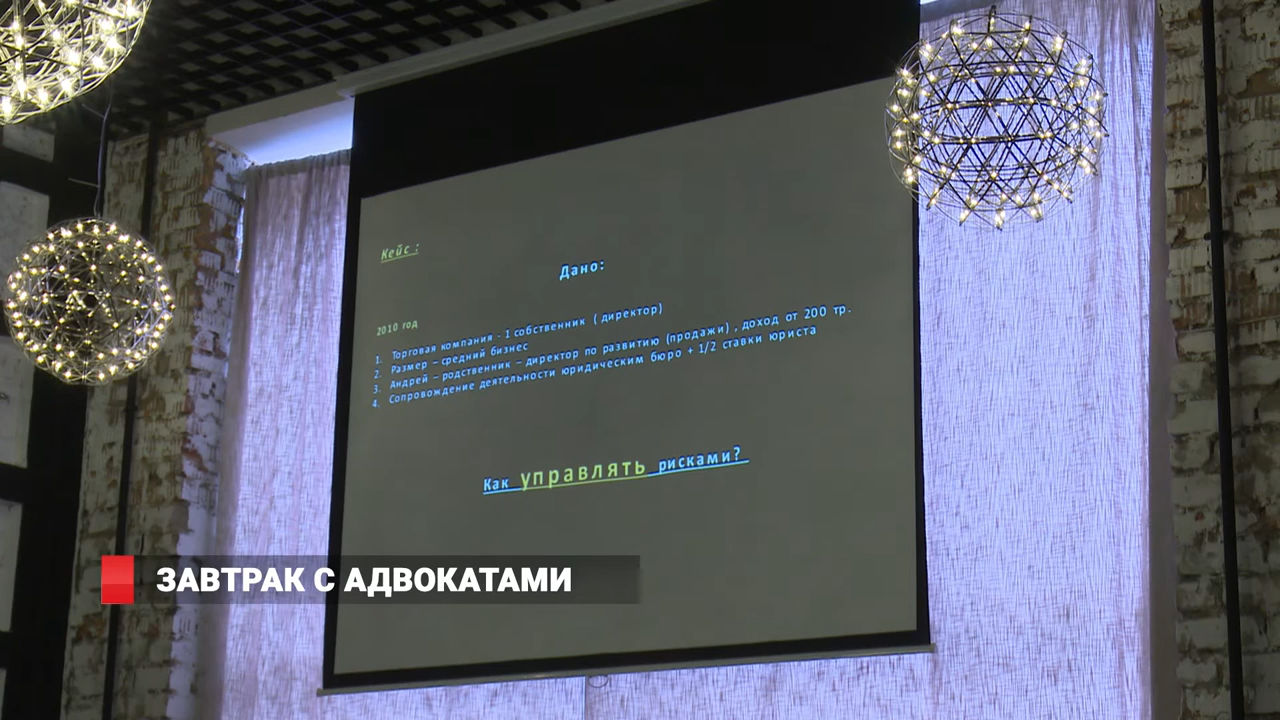 Кейс :
Дано:
2010 год
1. Торговая компания - 1 собственник ( директор)
2. Размер – средний бизнес
3. Андрей – родственник – директор по развитию (продажи) , доход от 200 тр.
4. Сопровождение деятельности юридическим бюро + 1/2 ставки юриста
Как управлять рисками?
ЗАВТРАК С АДВОКАТАМИ